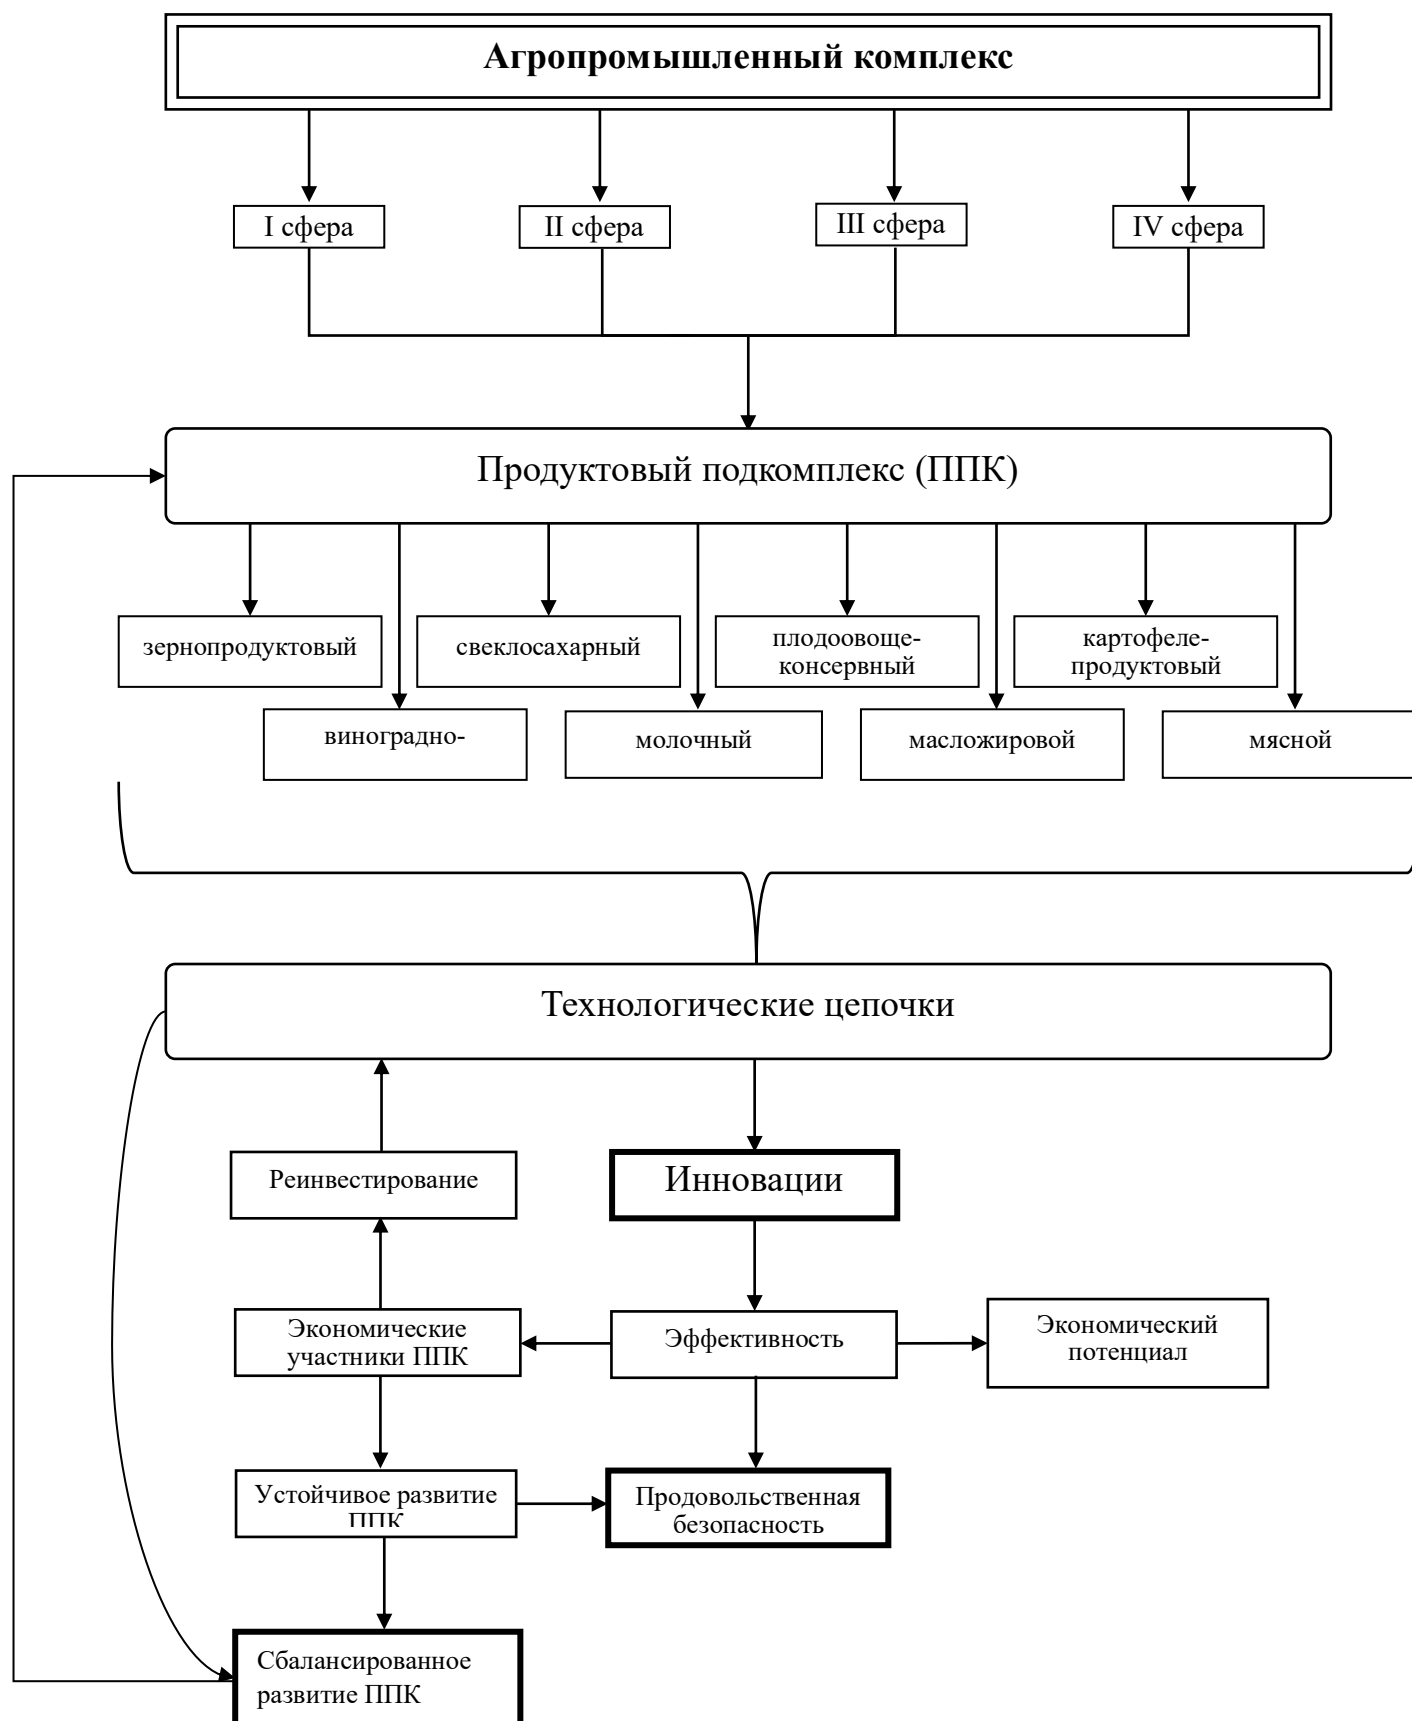 Агропромышленный комплекс
I сфера
II сфера
III сфера
IV сфера
Продуктовый подкомплекс (ППК)
зернопродуктовый
свеклосахарный
плодоовоще-
консервный
картофеле-
продуктовый
виноградно-
молочный
масложировой
мясной
Технологические цепочки
Реинвестирование
Инновации
Экономические
участники ППК
Эффективность
Экономический
потенциал
Устойчивое развитие
ППК
Продовольственная
безопасность
Сбалансированное
развитие ППК